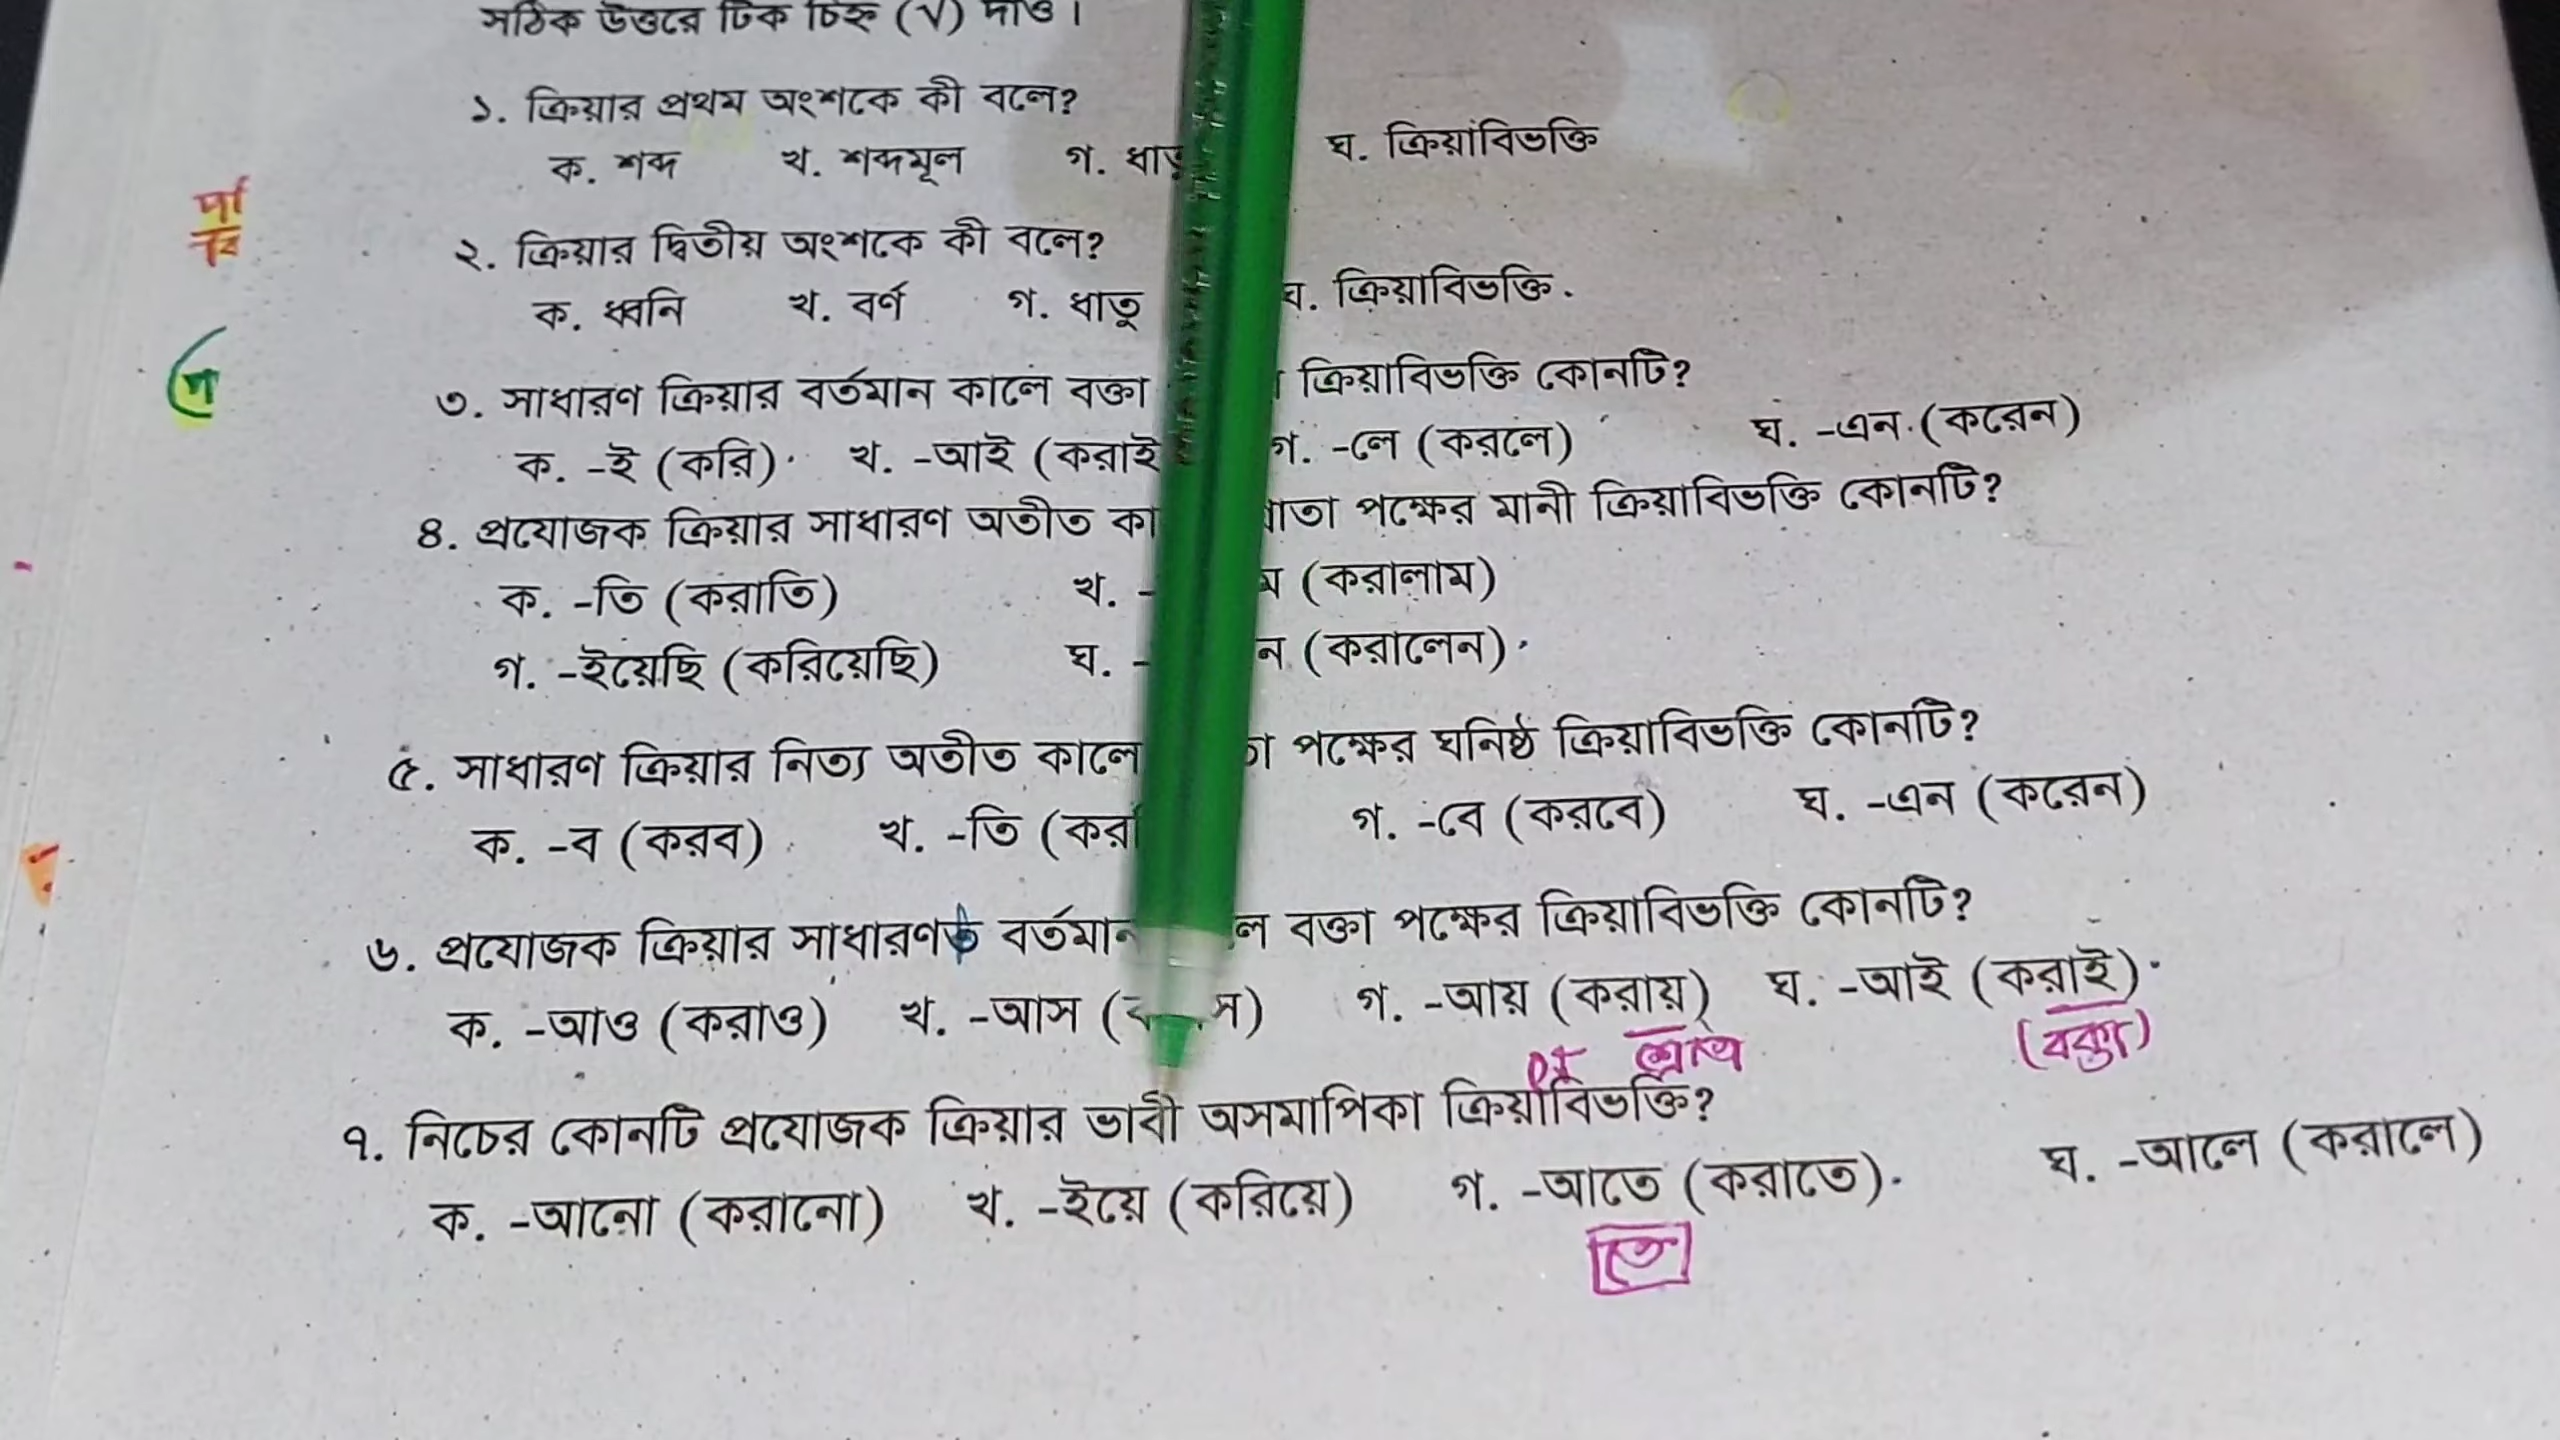 সঠিক উত্তরে টিক চিহ্ন (√) দাও।
১. ক্রিয়ার প্রথম অংশকে কী বলে?
ক. শব্দ খ. শব্দমূল গ. ঘ. ক্রিয়াবিভক্তি
২. ক্রিয়ার দ্বিতীয় অংশকে কী বলে?
ক. ধ্বনি খ. বর্ণ গ. ধাতু ঘ. ক্রিয়াবিভক্তি
৩. সাধারণ ক্রিয়ার বর্তমান কালে বক্তা ক্রিয়াবিভক্তি কোনটি?
ক. -ই (করি) খ. -আই (করাই গ. -লে (করলে) ঘ. -এন (করেন)
৪. প্রযোজক ক্রিয়ার সাধারণ অতীত পক্ষের মানী ক্রিয়াবিভক্তি কোনটি?
ক. -তি (করাতি) খ. - (করালাম)
গ. -ইয়েছি (করিয়েছি) ঘ. - (করালেন)
৫. সাধারণ ক্রিয়ার নিত্য অতীত কালে পক্ষের ঘনিষ্ঠ ক্রিয়াবিভক্তি কোনটি?
ক. -ব (করব) খ. -তি গ. -বে (করবে) ঘ. -এন (করেন)
৬. প্রযোজক ক্রিয়ার সাধারণ বর্তমান বক্তা পক্ষের ক্রিয়াবিভক্তি কোনটি?
ক. -আও (করাও) খ. -আস গ. -আয় (করায়) ঘ. -আই (করাই)
(বক্তা)
৭. নিচের কোনটি প্রযোজক ক্রিয়ার ভাবী অসমাপিকা ক্রিয়াবিভক্তি?
ক. -আনো (করানো) খ. -ইয়ে (করিয়ে) গ. -আতে (করাতে) ঘ. -আলে (করালে)
তে